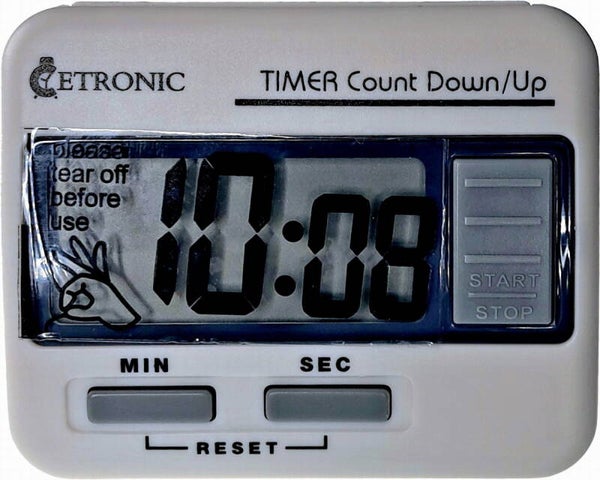 CETRONIC
TIMER Count Down/Up
please
tear off
before
use
10:08
START
STOP
MIN
SEC
RESET